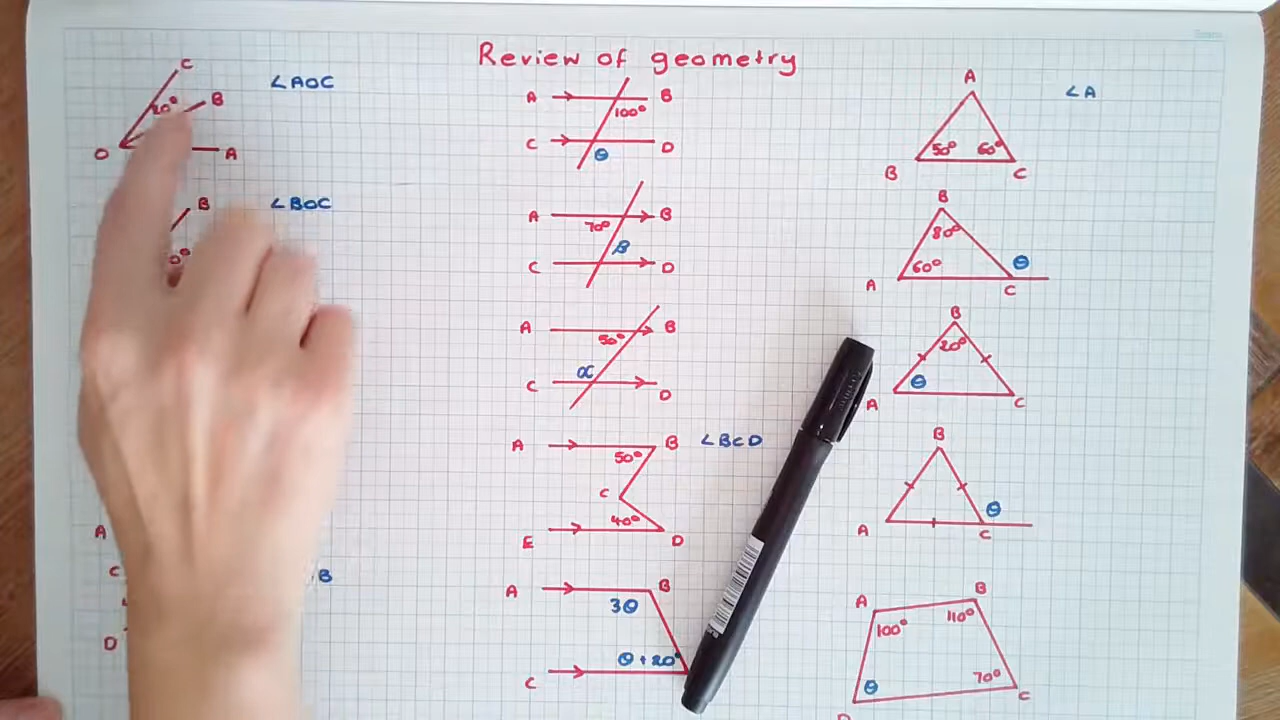 Review of geometry
C
20°
B
O
A
∠AOC
B
∠BOC
A
C
D
B
A
B
100°
C
D
θ
A
B
70°
β
C
D
A
B
50°
α
C
D
A
B
∠BCD
50°
C
40°
E
D
A
B
3θ
θ + 20°
C
A
∠A
50°
60°
B
C
B
80°
60°
θ
A
C
B
20°
θ
A
C
B
θ
A
C
A
B
100°
110°
70°
θ
C
D